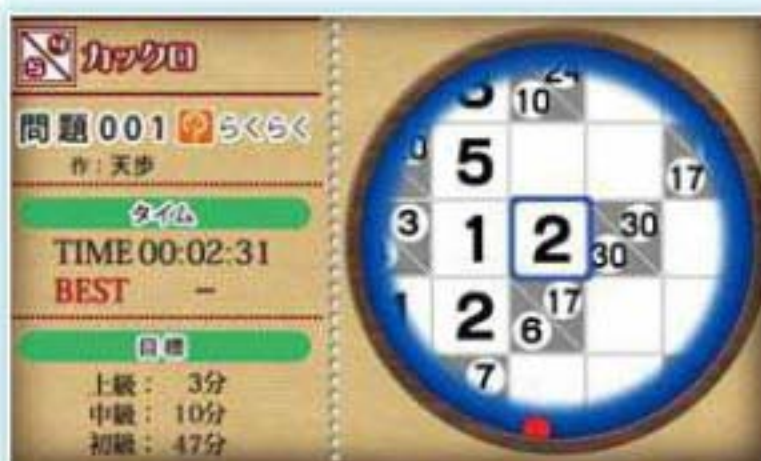 カックロ
問題001 らくらく
作:天歩
タイム
TIME 00:02:31
BEST –
目標
上級: 3分
中級: 10分
初級: 47分
24
10
5
17
3 1 2 30
30
2 17
6
7